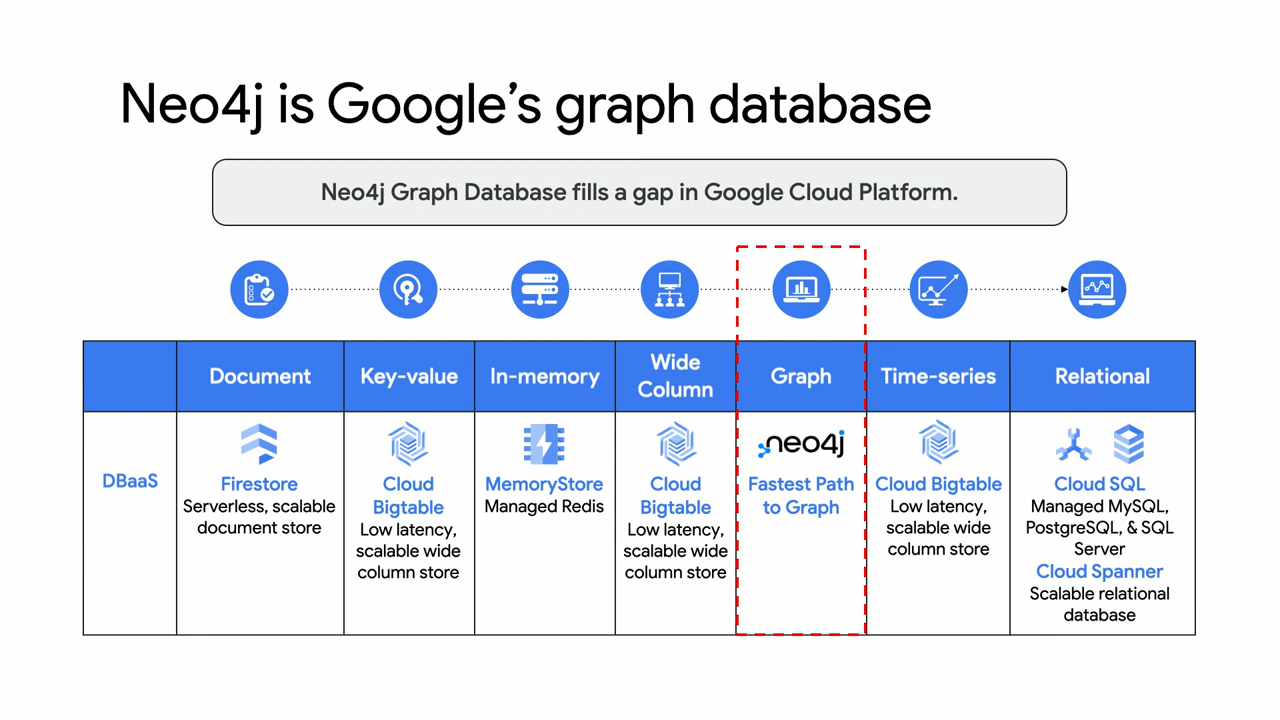 Neo4j is Google’s graph database
Neo4j Graph Database fills a gap in Google Cloud Platform.
Document
Key-value
In-memory
Wide
Column
Graph
Time-series
Relational
DBaaS
Firestore
Serverless, scalable
document store
Cloud
Bigtable
Low latency,
scalable wide
column store
MemoryStore
Managed Redis
Cloud
Bigtable
Low latency,
scalable wide
column store
neo4j
Fastest Path
to Graph
Cloud Bigtable
Low latency,
scalable wide
column store
Cloud SQL
Managed MySQL,
PostgreSQL, & SQL
Server
Cloud Spanner
Scalable relational
database